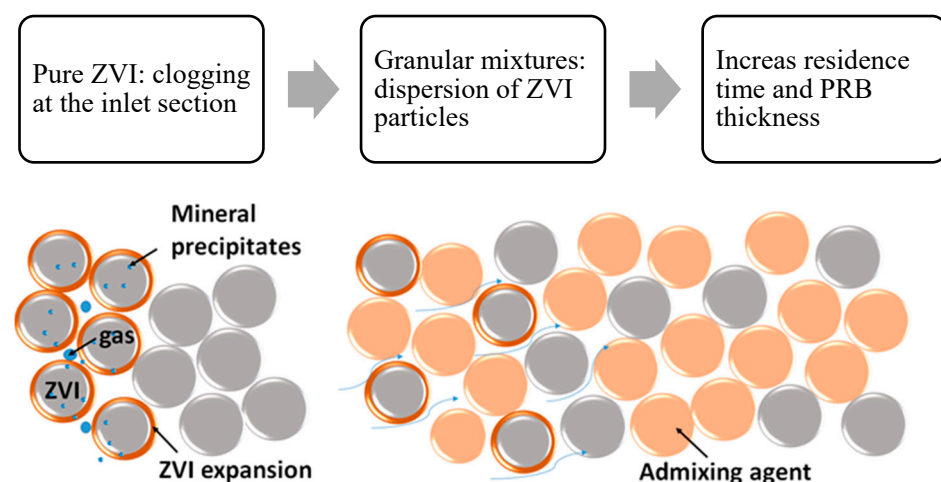 Pure ZVI: clogging
at the inlet section
Granular mixtures:
dispersion of ZVI
particles
Increas residence
time and PRB
thickness
Mineral
precipitates
gas
ZVI
ZVI expansion
Admixing agent